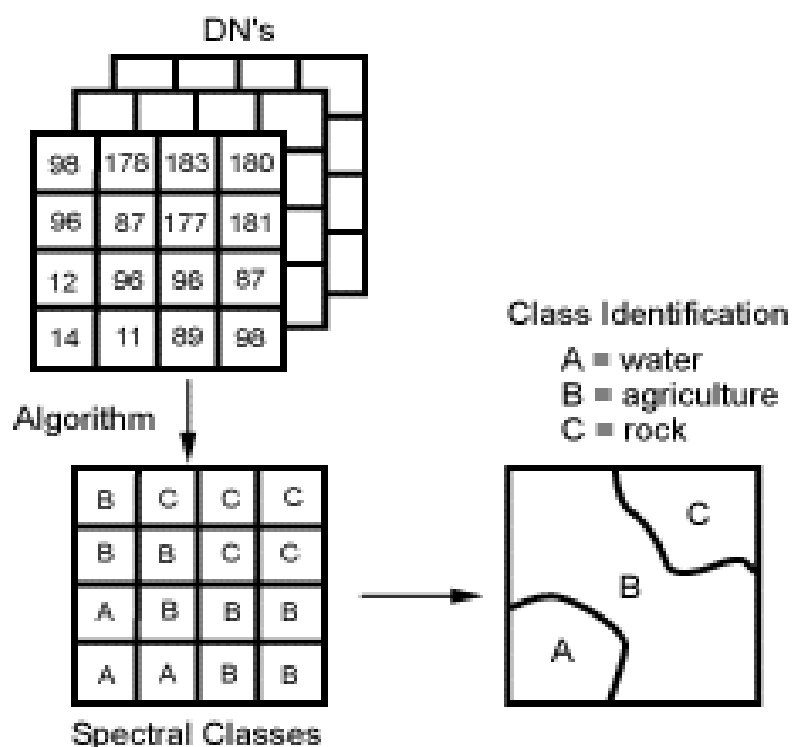 DN's
98 178 183 180
96 87 177 181
12 96 96 87
14 11 89 98
Algorithm
B C C C
B B C C
A B B B
A A B B
Spectral Classes
Class Identification
A = water
B = agriculture
C = rock
C
B
A